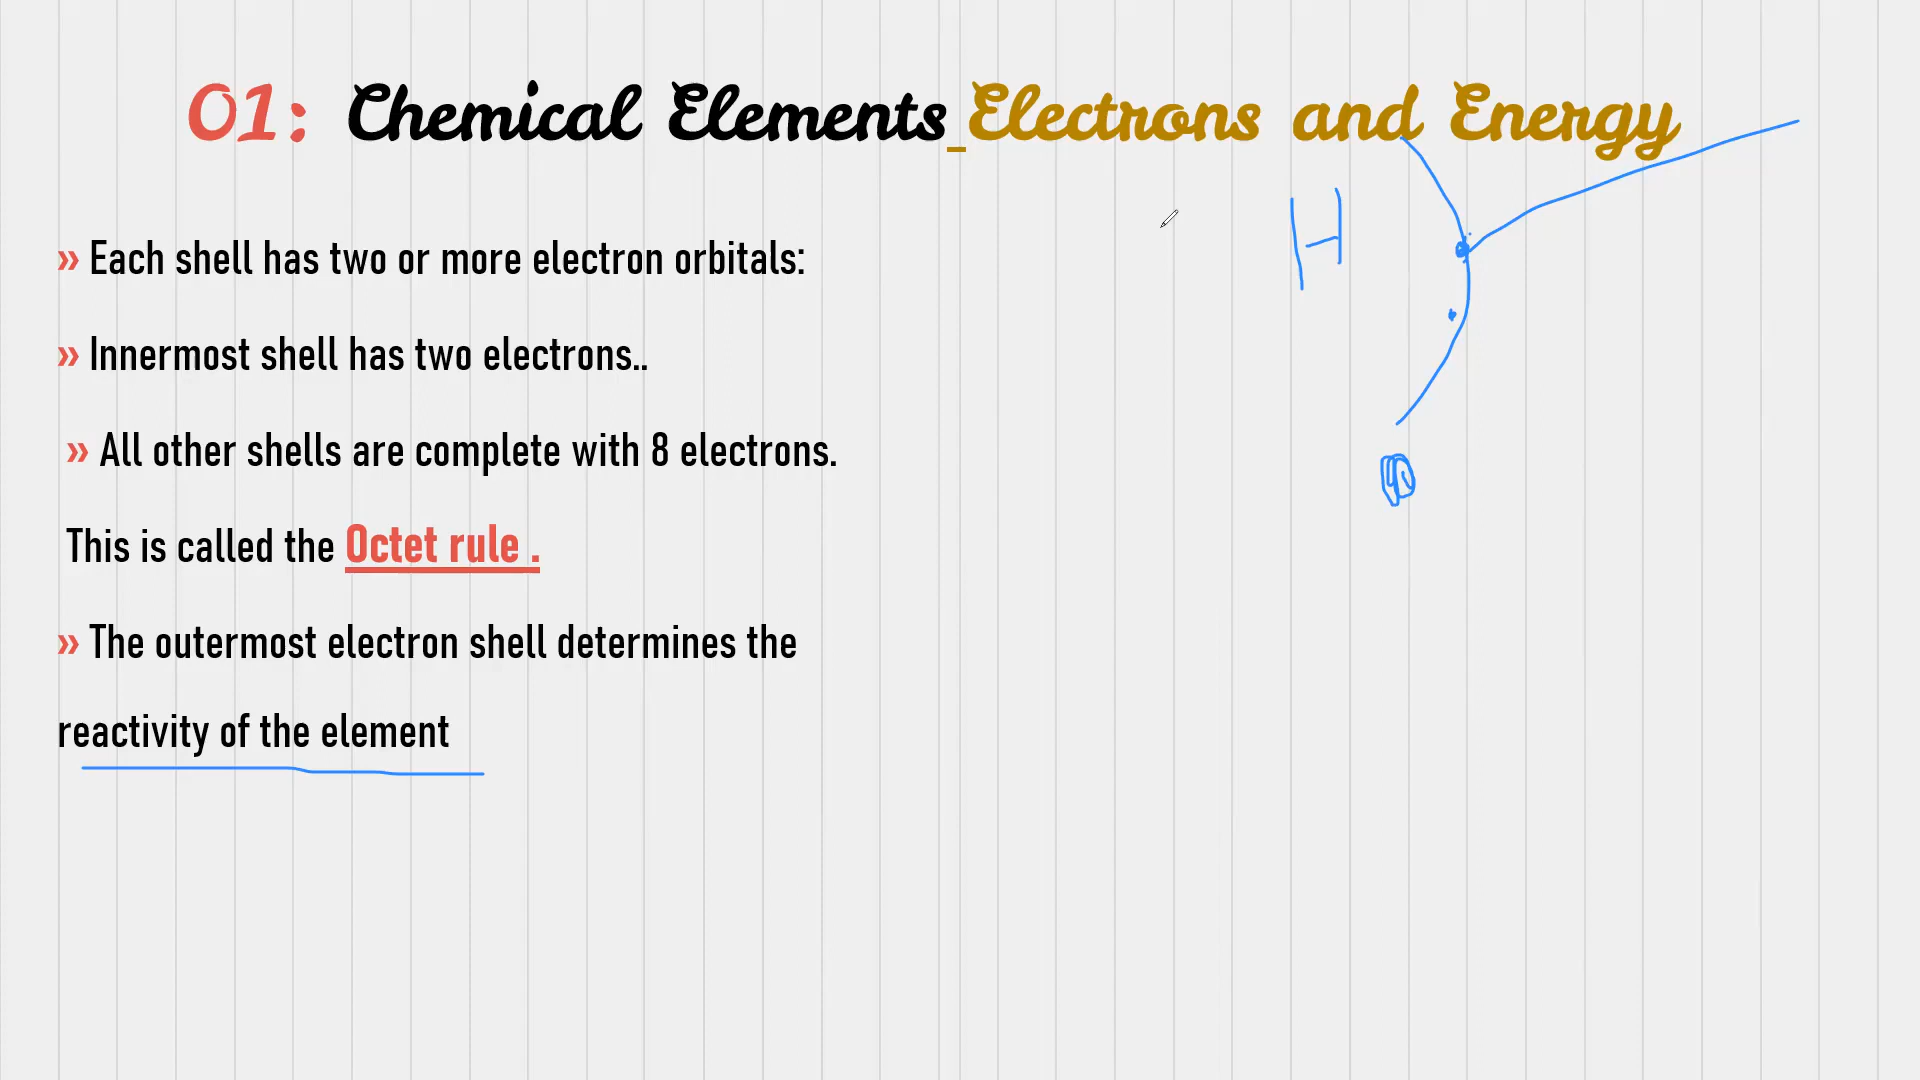 01: Chemical Elements_Electrons and Energy
» Each shell has two or more electron orbitals:
» Innermost shell has two electrons..
» All other shells are complete with 8 electrons.
This is called the Octet rule .
» The outermost electron shell determines the
reactivity of the element
H